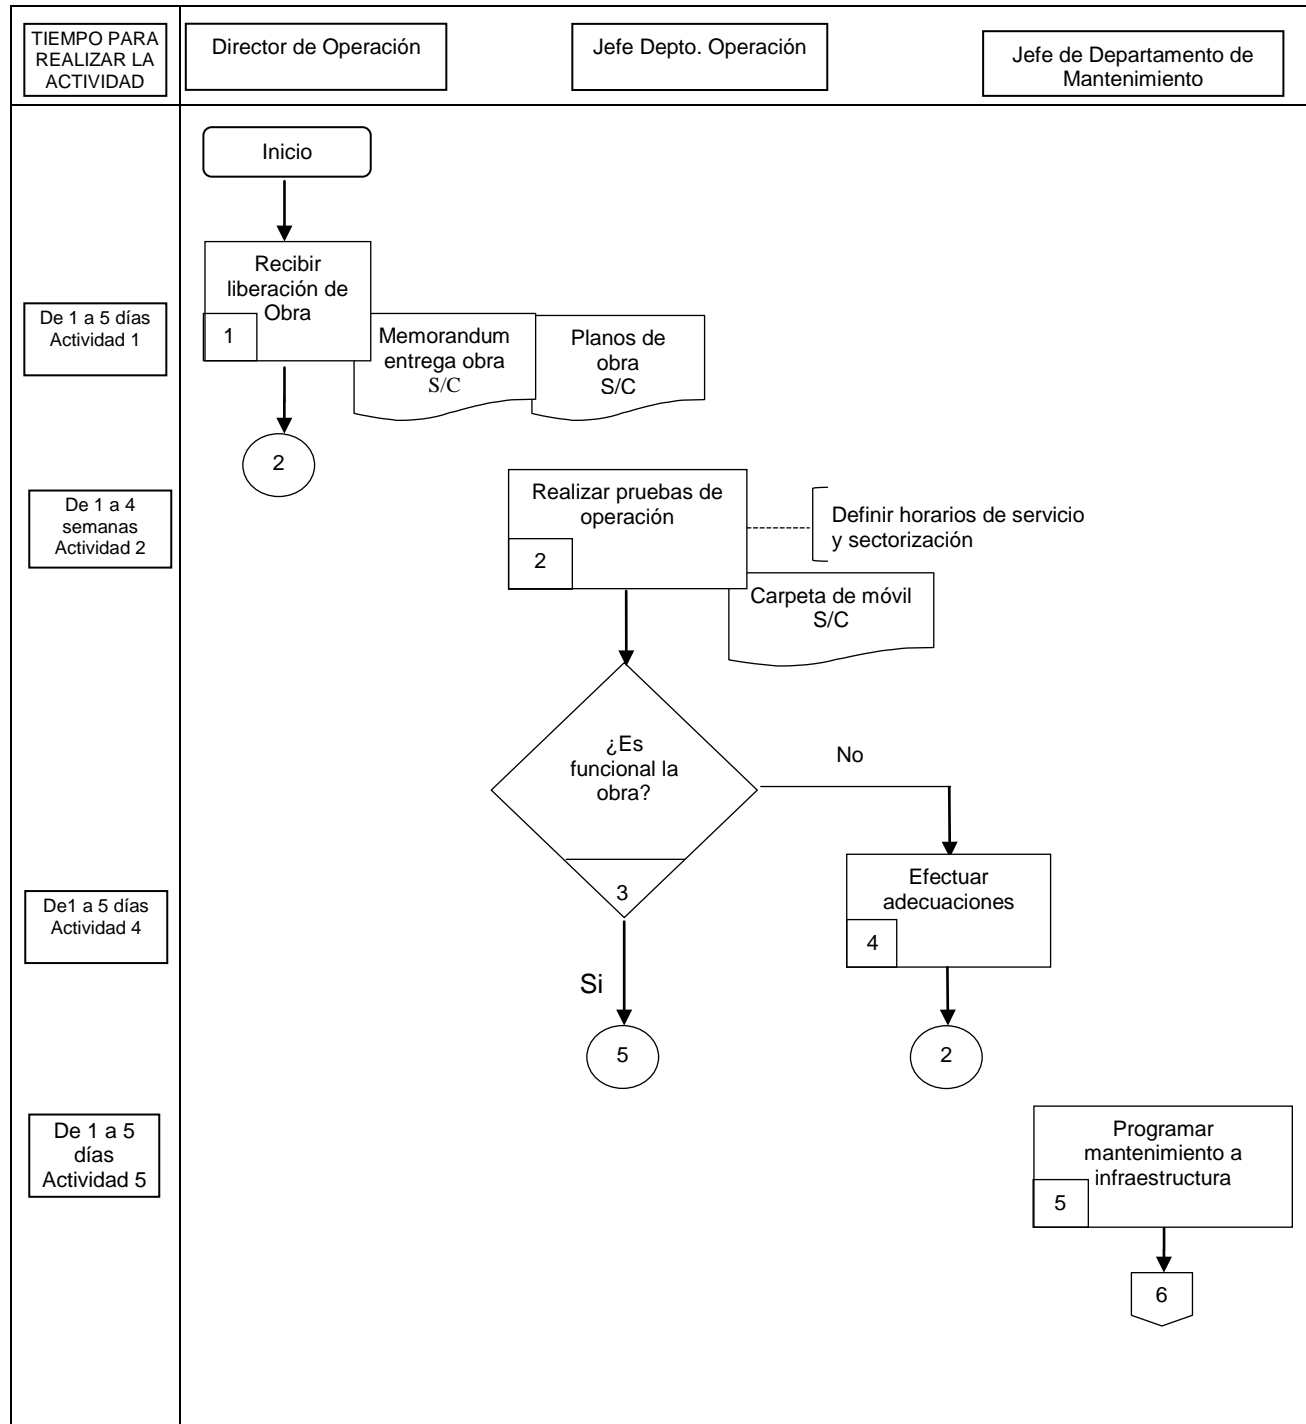 TIEMPO PARA
REALIZAR LA
ACTIVIDAD
Director de Operación
Jefe Depto. Operación
Jefe de Departamento de
Mantenimiento
Inicio
Recibir
liberación de
Obra
1
De 1 a 5 días
Actividad 1
Memorandum
entrega obra
S/C
Planos de
obra
S/C
2
De 1 a 4
semanas
Actividad 2
Realizar pruebas de
operación
2
Definir horarios de servicio
y sectorización
Carpeta de móvil
S/C
¿Es
funcional la
obra?
3
No
Efectuar
adecuaciones
4
De1 a 5 días
Actividad 4
Si
5
2
De 1 a 5
días
Actividad 5
Programar
mantenimiento a
infraestructura
5
6